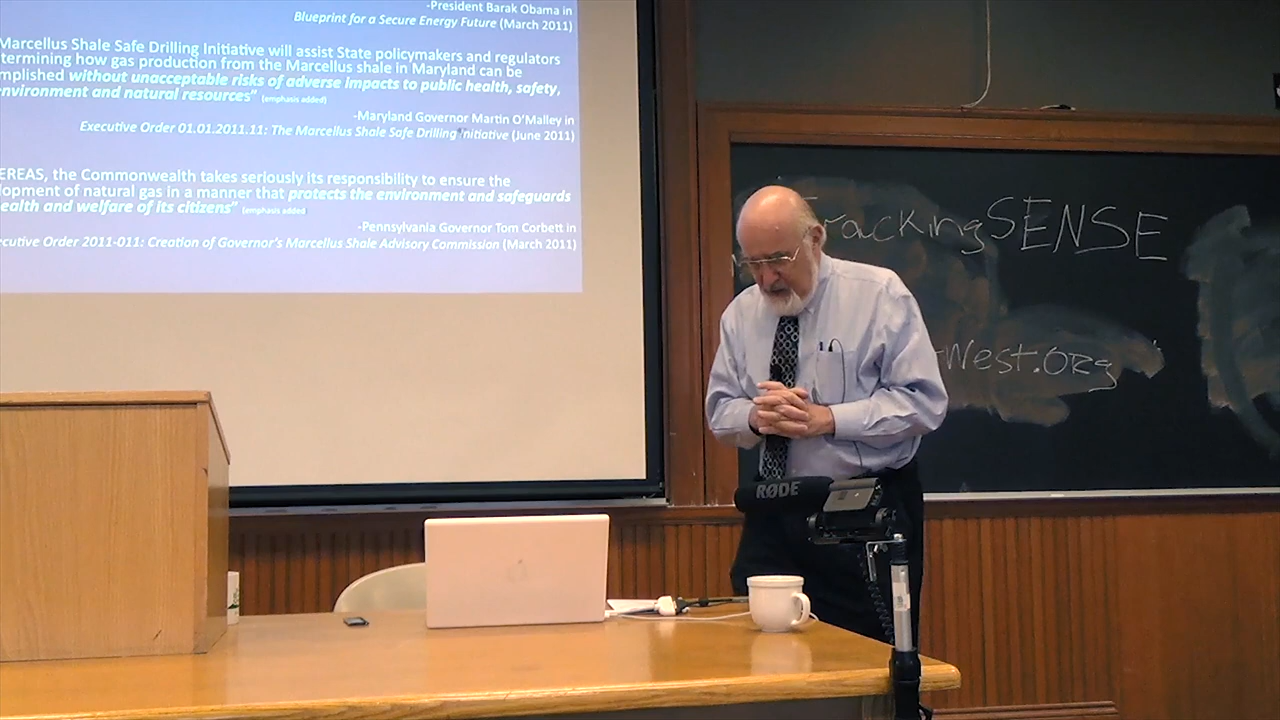 -President Barak Obama in
Blueprint for a Secure Energy Future (March 2011)
Marcellus Shale Safe Drilling Initiative will assist State policymakers and regulators
termining how gas production from the Marcellus shale in Maryland can be
mplished without unacceptable risks of adverse impacts to public health, safety,
nvironment and natural resources” (emphasis added)
-Maryland Governor Martin O’Malley in
Executive Order 01.01.2011.11: The Marcellus Shale Safe Drilling Initiative (June 2011)
EREAS, the Commonwealth takes seriously its responsibility to ensure the
lopment of natural gas in a manner that protects the environment and safeguards
ealth and welfare of its citizens” (emphasis added
-Pennsylvania Governor Tom Corbett in
ecutive Order 2011-011: Creation of Governor’s Marcellus Shale Advisory Commission (March 2011)
FrackingSENSE
West.org
RØDE